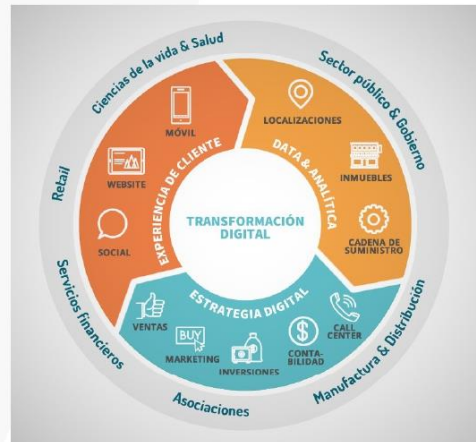 Ciencias de la vida & Salud
Sector público & Gobierno
Retail
Servicios financieros
Asociaciones
Manufactura & Distribución
EXPERIENCIA DE CLIENTE
MÓVIL
WEBSITE
SOCIAL
DATA & ANALÍTICA
LOCALIZACIONES
INMUEBLES
CADENA DE
SUMINISTRO
TRANSFORMACIÓN
DIGITAL
ESTRATEGIA DIGITAL
VENTAS
BUY
MARKETING
INVERSIONES
$
CONTA-
BILIDAD
CALL
CENTER